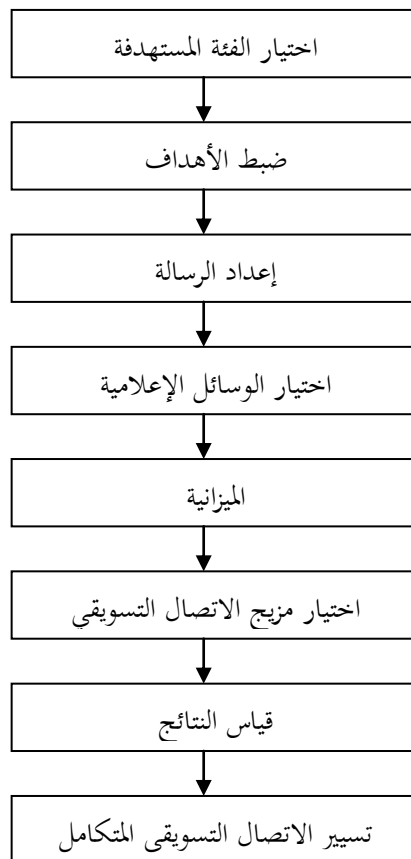 اختيار الفئة المستهدفة
ضبط الأهداف
إعداد الرسالة
اختيار الوسائل الإعلامية
الميزانية
اختيار مزيج الاتصال التسويقي
قياس النتائج
تسيير الاتصال التسويقي المتكامل